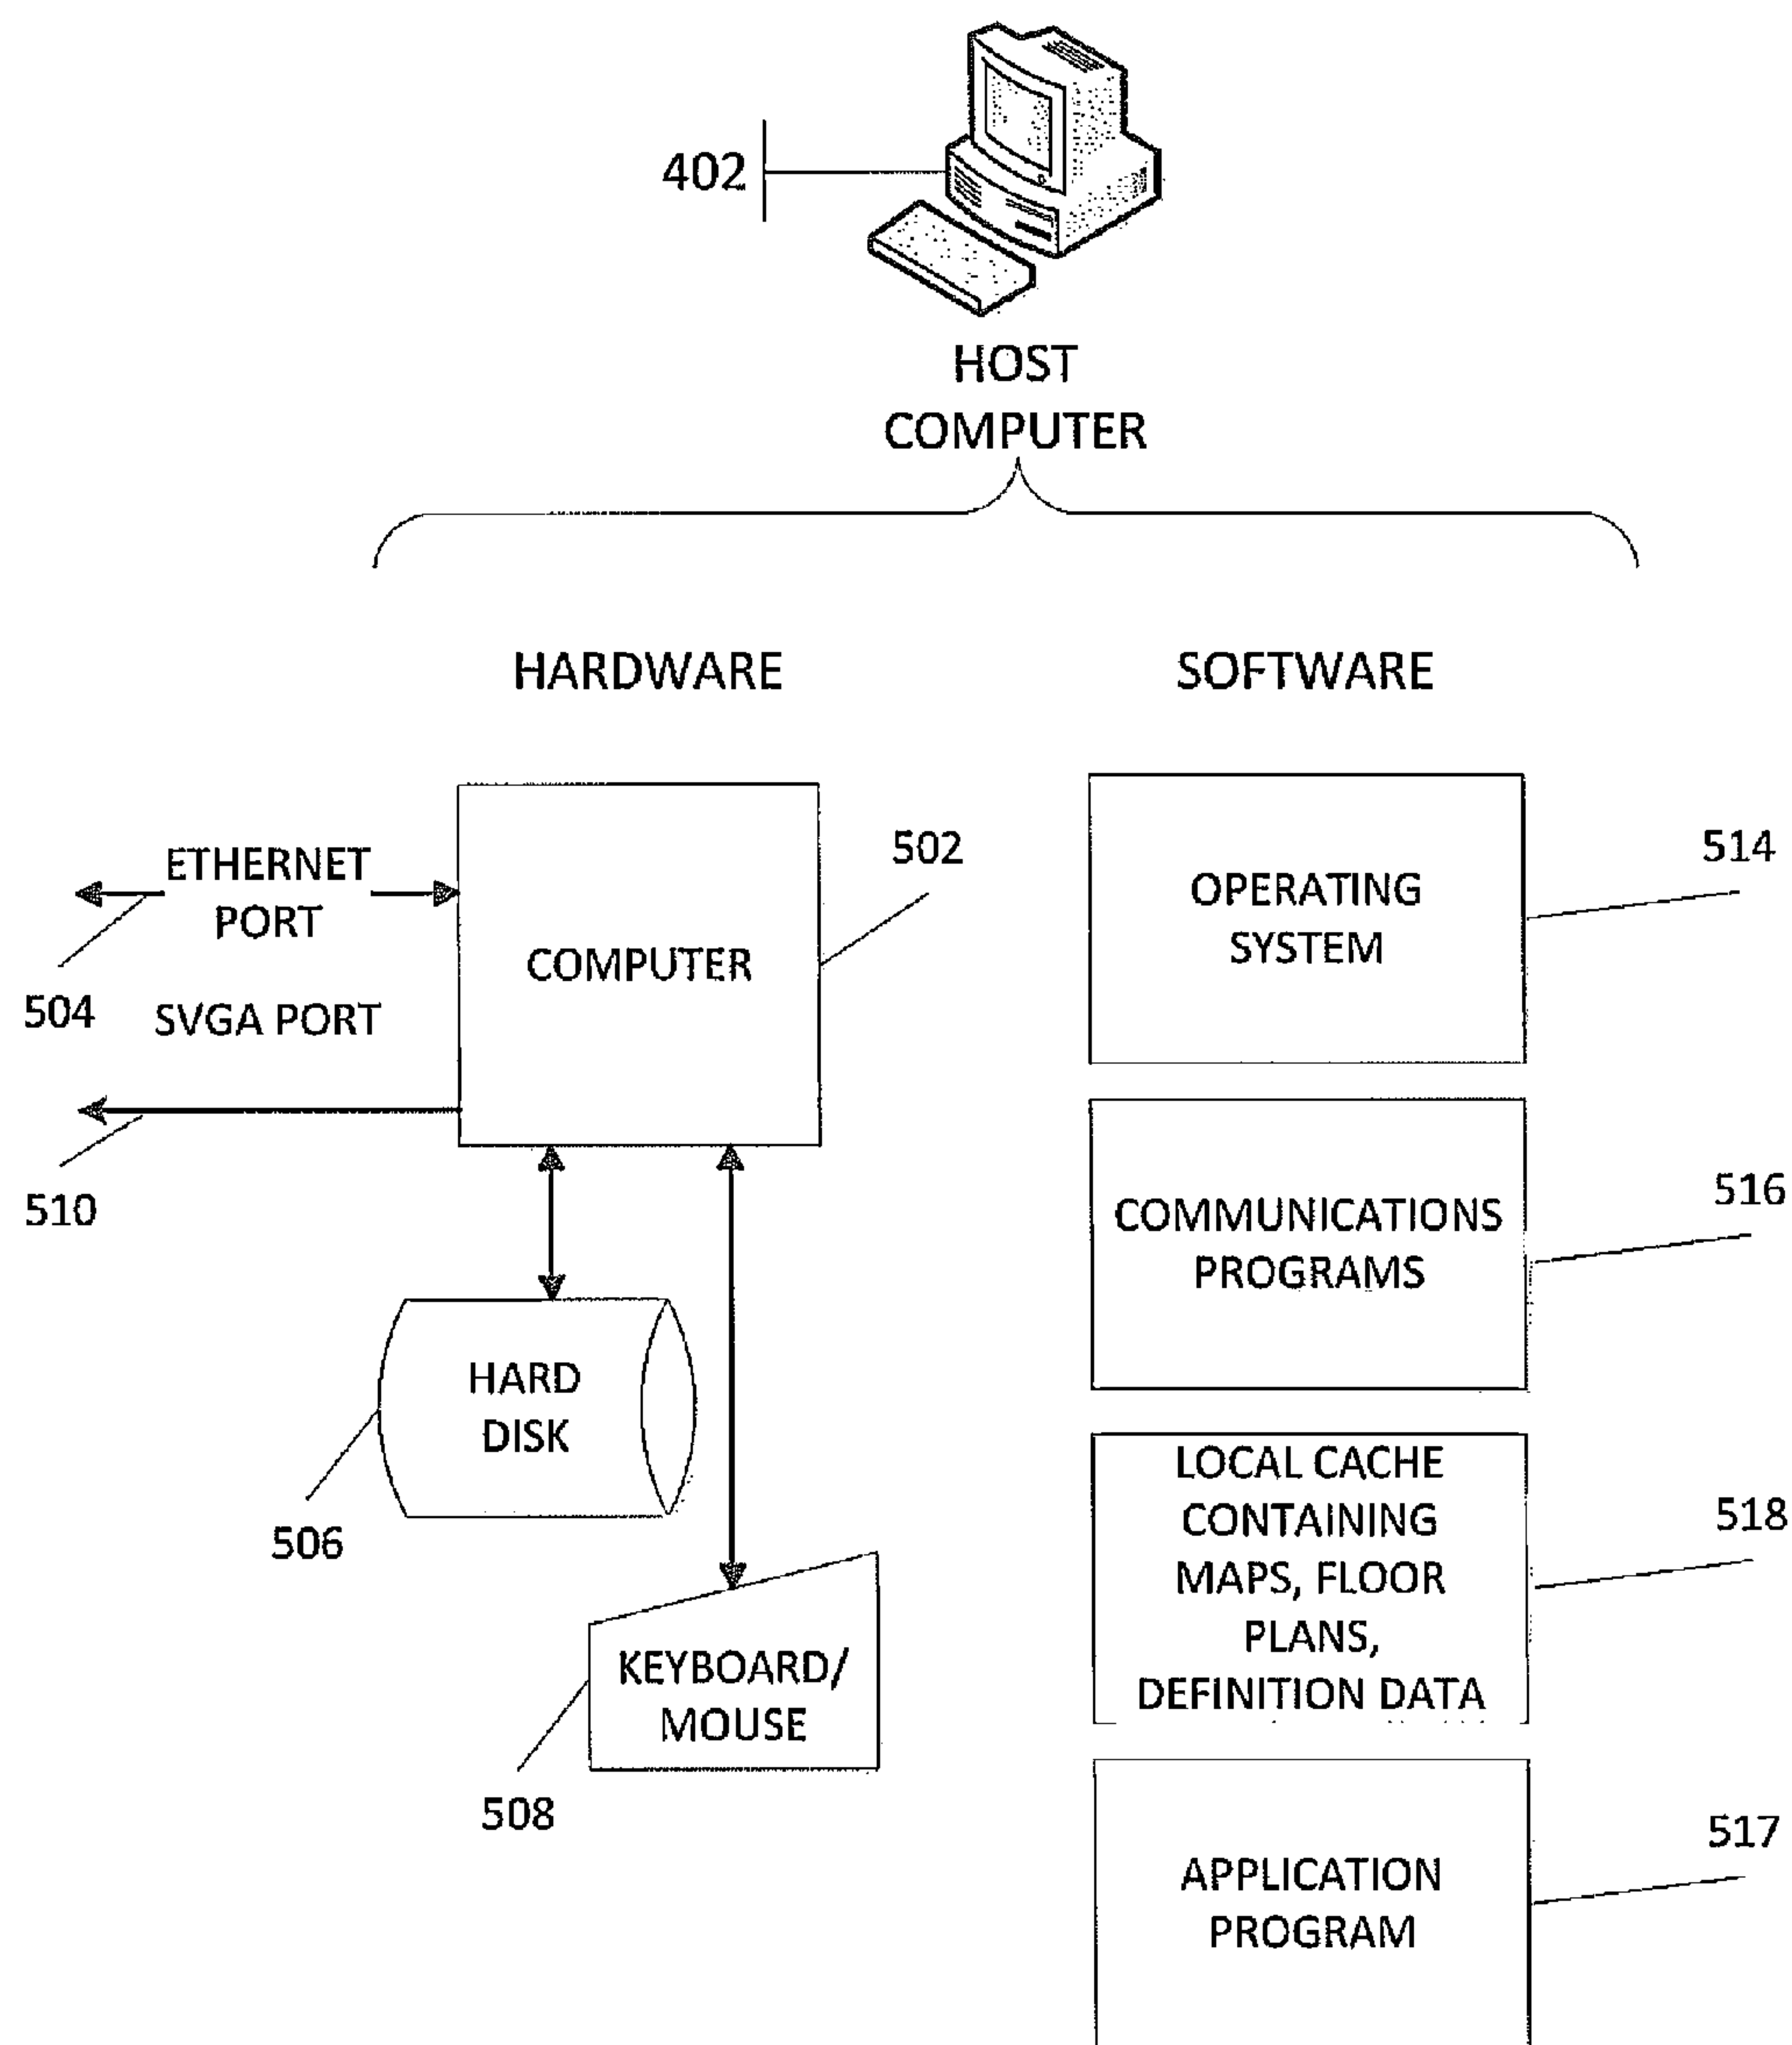 402
HOST
COMPUTER
HARDWARE
SOFTWARE
ETHERNET
PORT
504
SVGA PORT
510
COMPUTER
502
HARD
DISK
506
KEYBOARD/
MOUSE
508
OPERATING
SYSTEM
514
COMMUNICATIONS
PROGRAMS
516
LOCAL CACHE
CONTAINING
MAPS, FLOOR
PLANS,
DEFINITION DATA
518
APPLICATION
PROGRAM
517